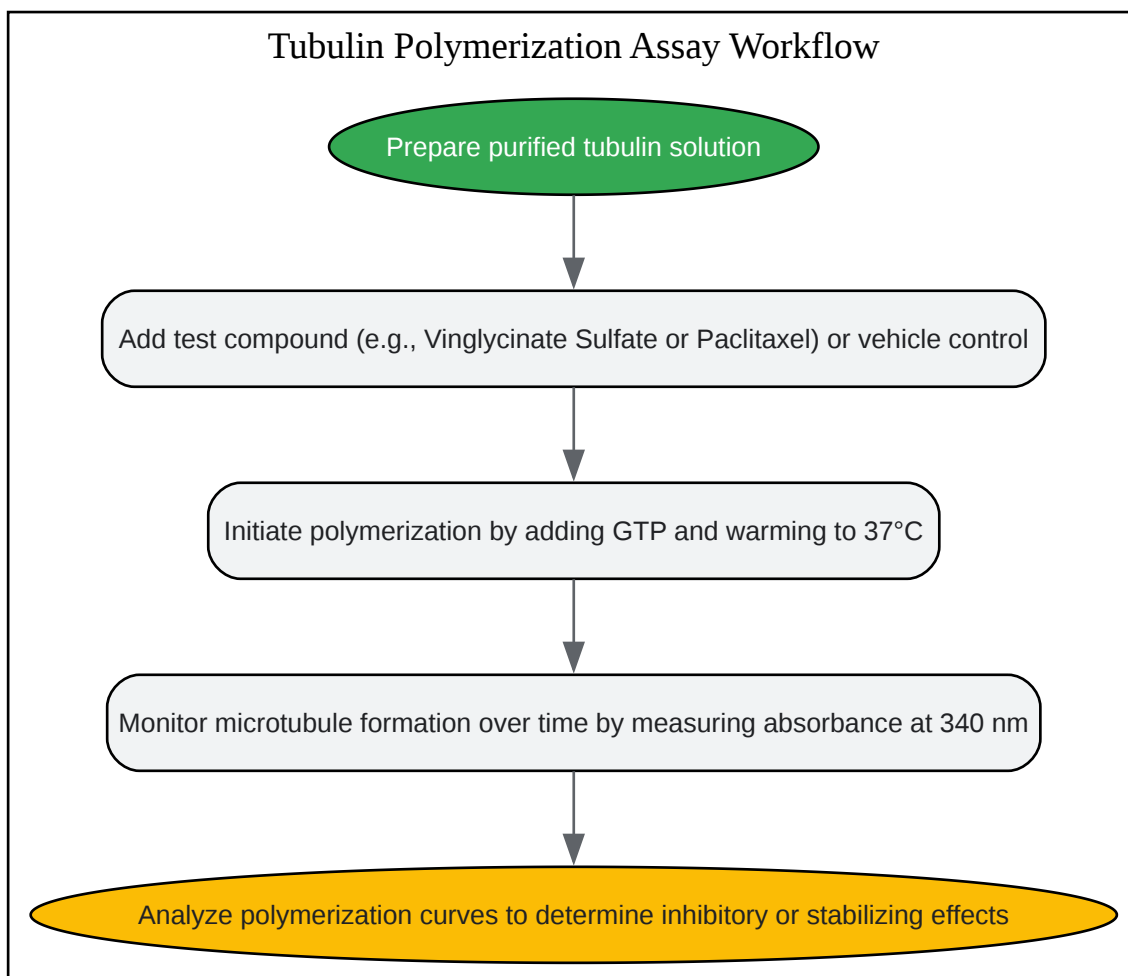 Tubulin Polymerization Assay Workflow
Prepare purified tubulin solution
Add test compound (e.g., Vinglycinate Sulfate or Paclitaxel) or vehicle control
Initiate polymerization by adding GTP and warming to 37°C
Monitor microtubule formation over time by measuring absorbance at 340 nm
Analyze polymerization curves to determine inhibitory or stabilizing effects